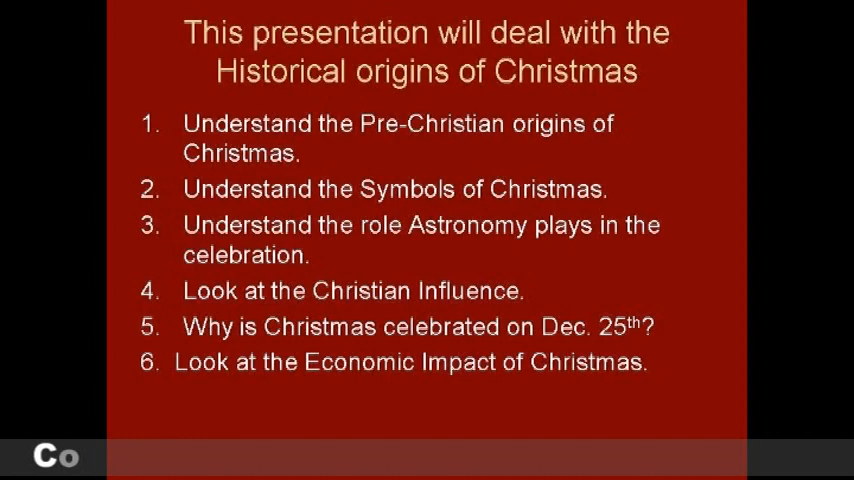 This presentation will deal with the
Historical origins of Christmas
1. Understand the Pre-Christian origins of
Christmas.
2. Understand the Symbols of Christmas.
3. Understand the role Astronomy plays in the
celebration.
4. Look at the Christian Influence.
5. Why is Christmas celebrated on Dec. 25th?
6. Look at the Economic Impact of Christmas.
Co